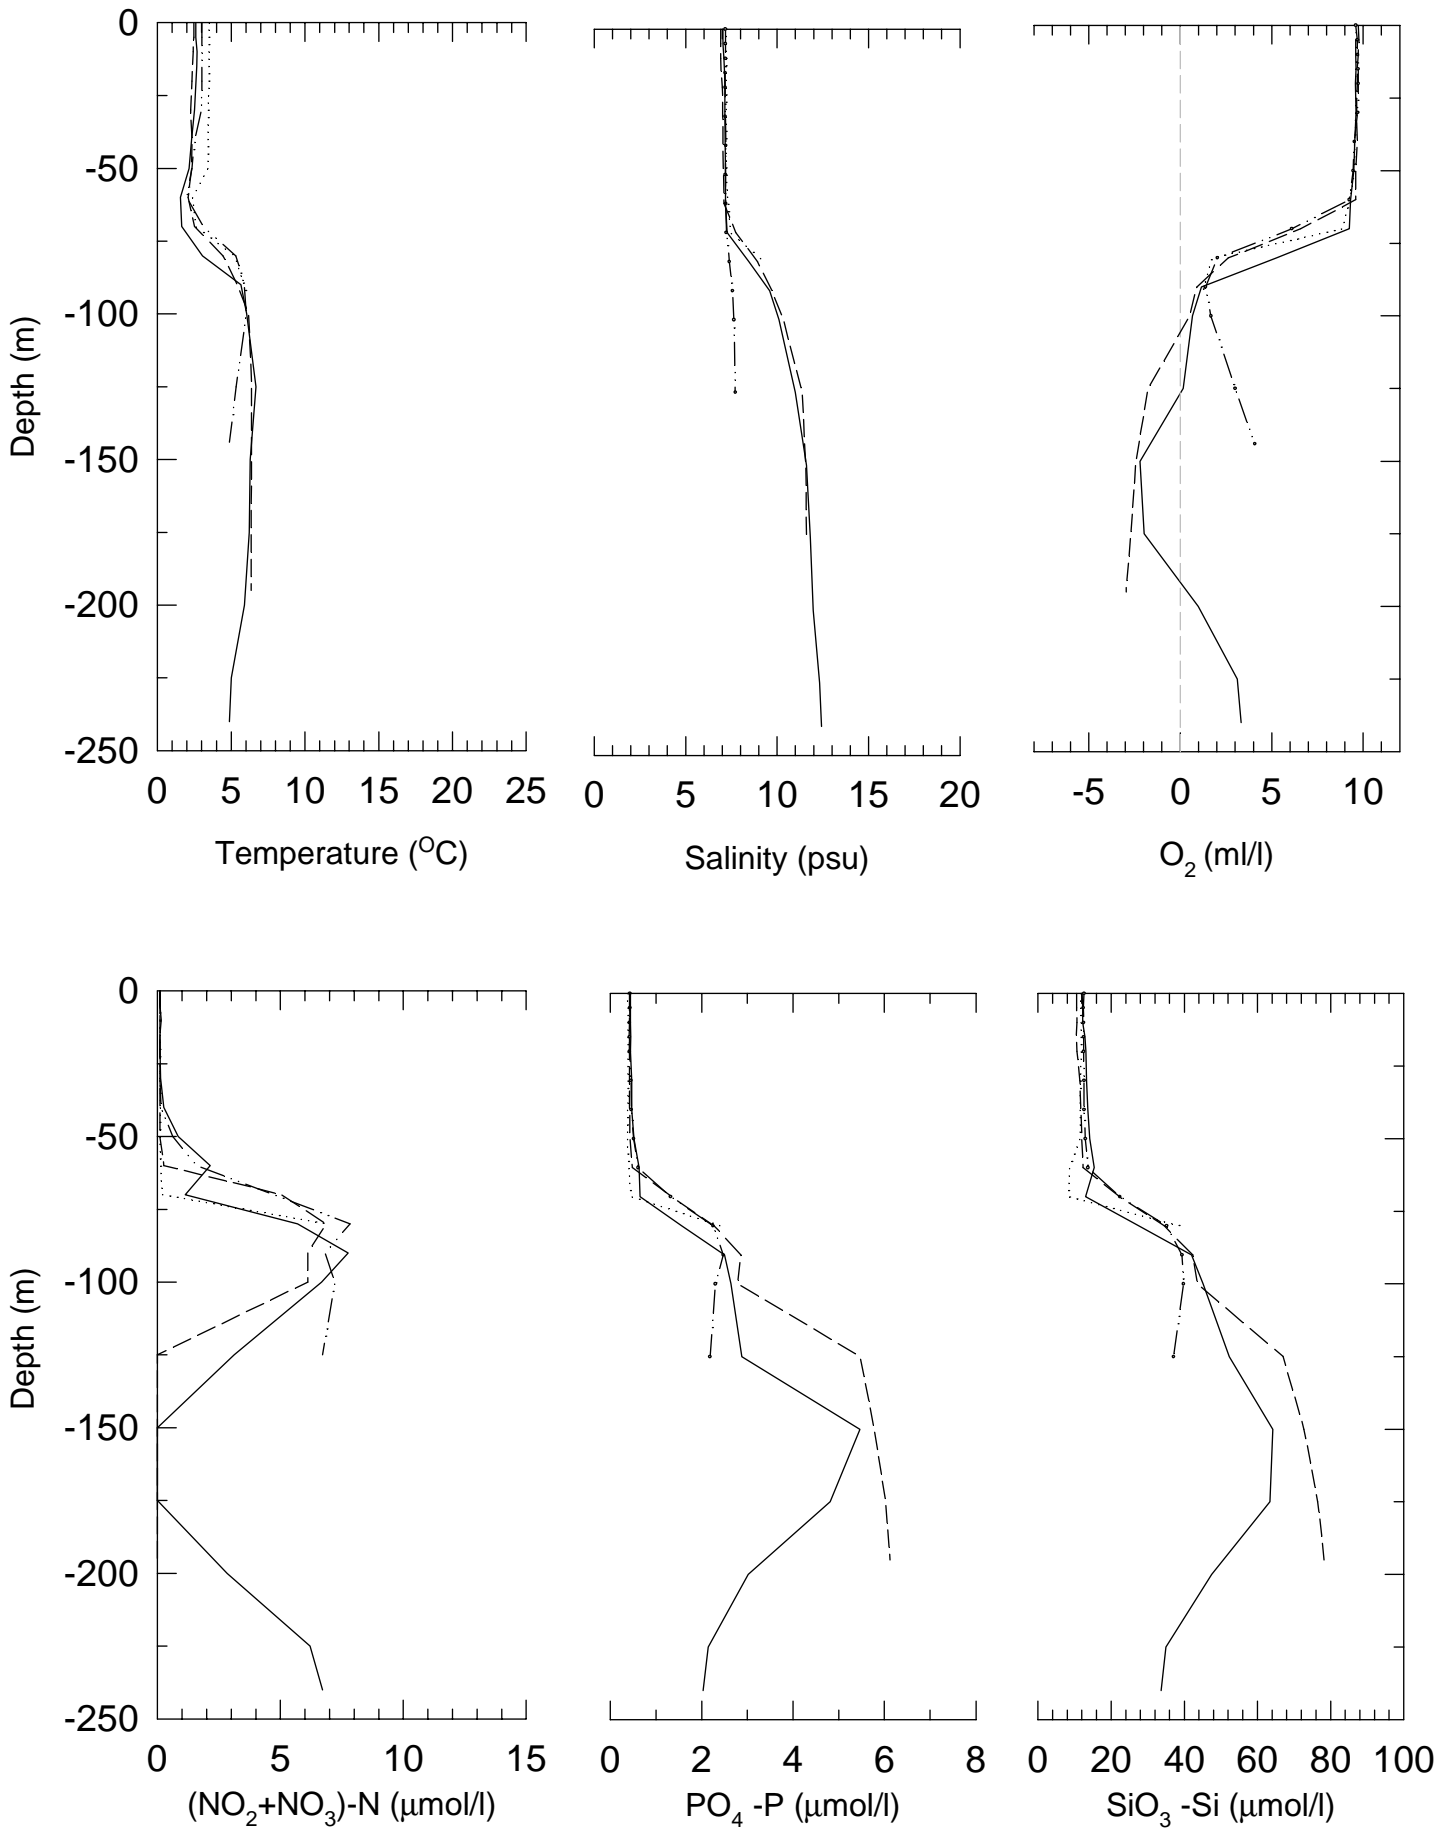 0
-50
-100
-150
-200
-250
Depth (m)
0 5 10 15 20 25
0 5 10 15 20
-5 0 5 10
Temperature (°C)
Salinity (psu)
O₂ (ml/l)
0
-50
-100
-150
-200
-250
Depth (m)
0 5 10 15
0 2 4 6 8
0 20 40 60 80 100
(NO₂+NO₃)-N (µmol/l)
PO₄ -P (µmol/l)
SiO₃ -Si (µmol/l)